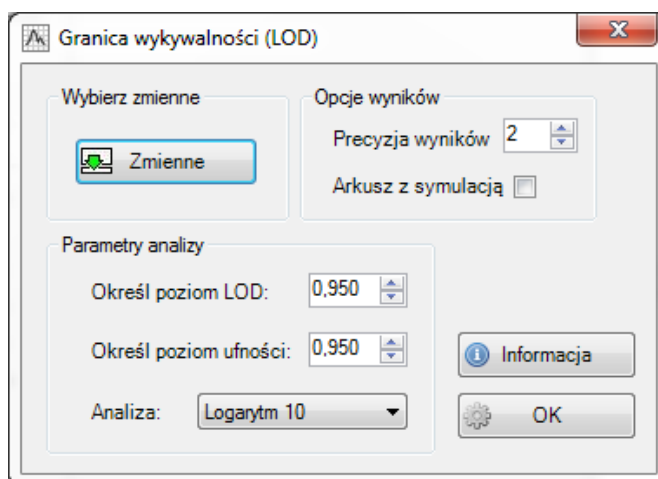 Granica wykywalności (LOD)
Wybierz zmienne
Zmienne
Opcje wyników
Precyzja wyników 2
Arkusz z symulacją
Parametry analizy
Określ poziom LOD: 0,950
Określ poziom ufności: 0,950
Analiza: Logarytm 10
Informacja
OK